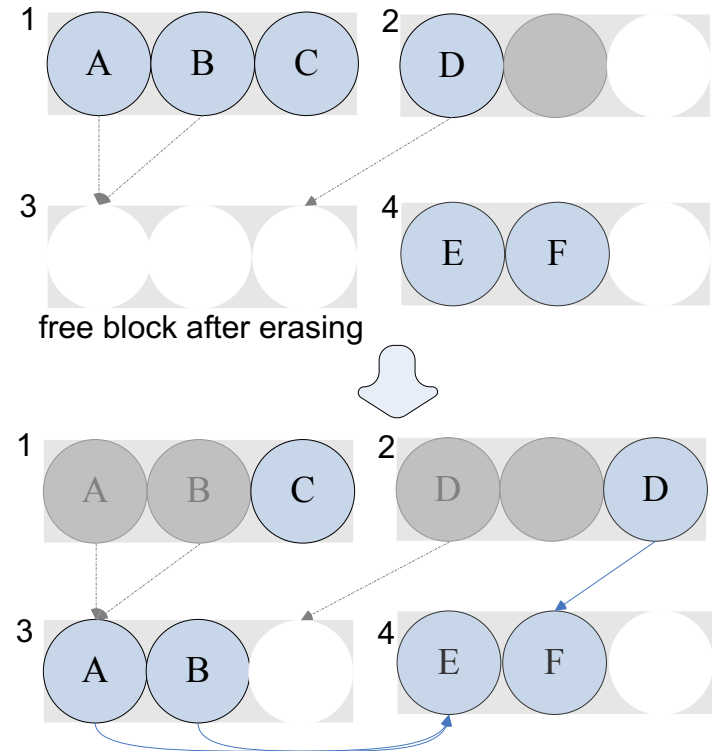 1 A B C 2 D
3 4 E F
free block after erasing
1 A B C 2 D D
3 A B 4 E F